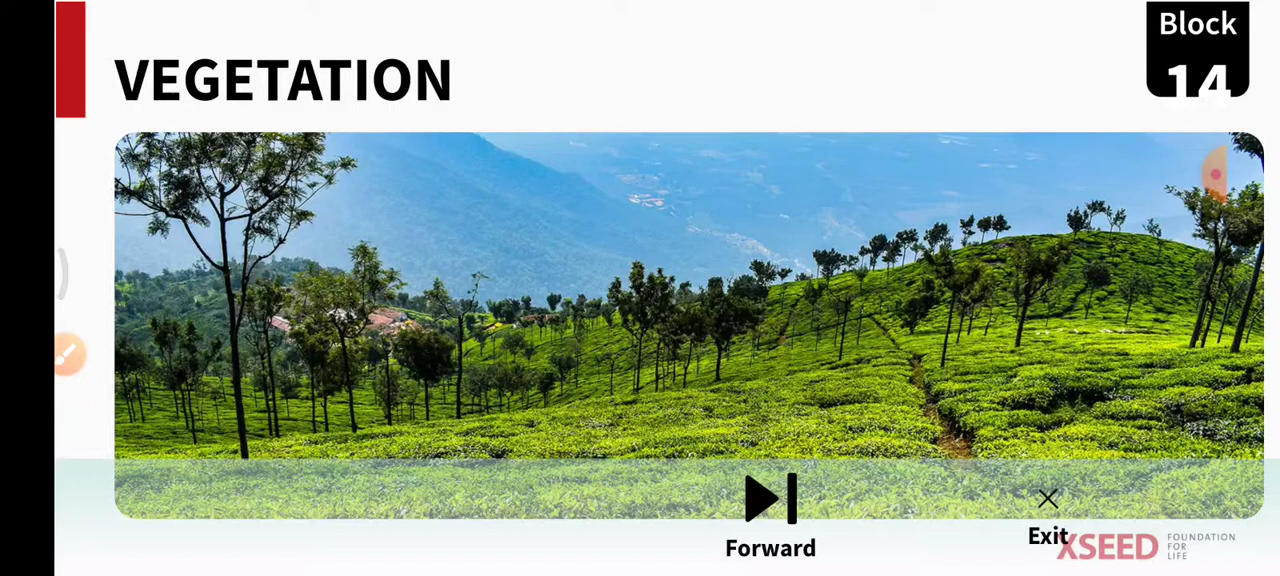 Block
14
VEGETATION
Forward
Exit
XSEED
FOUNDATION
FOR
LIFE